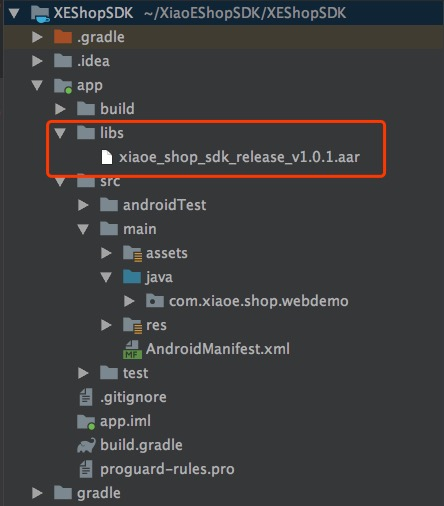 XEShopSDK ~/XiaoEShopSDK/XEShopSDK
.gradle
.idea
app
build
libs
xiaoe_shop_sdk_release_v1.0.1.aar
src
androidTest
main
assets
java
com.xiaoe.shop.webdemo
res
MF AndroidManifest.xml
test
.gitignore
app.iml
build.gradle
proguard-rules.pro
gradle